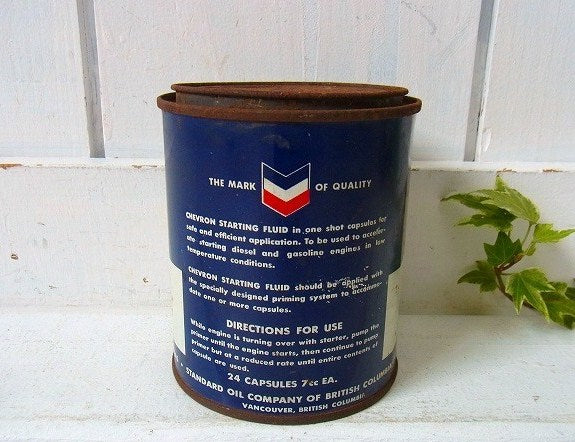 THE MARK OF QUALITY
CHEVRON STARTING FLUID in one shot capsules for
safe and efficient application. To be used to acceler-
ate starting diesel and gasoline engines in low
temperature conditions.
CHEVRON STARTING FLUID should be applied with
the specially designed priming system to accommo-
date one or more capsules.
DIRECTIONS FOR USE
While engine is turning over with starter, pump the
primer until the engine starts, then continue to pump
primer but at a reduced rate until entire contents of
capsule are used.
24 CAPSULES 7cc EA.
STANDARD OIL COMPANY OF BRITISH COLUMBIA
VANCOUVER, BRITISH COLUMBIA